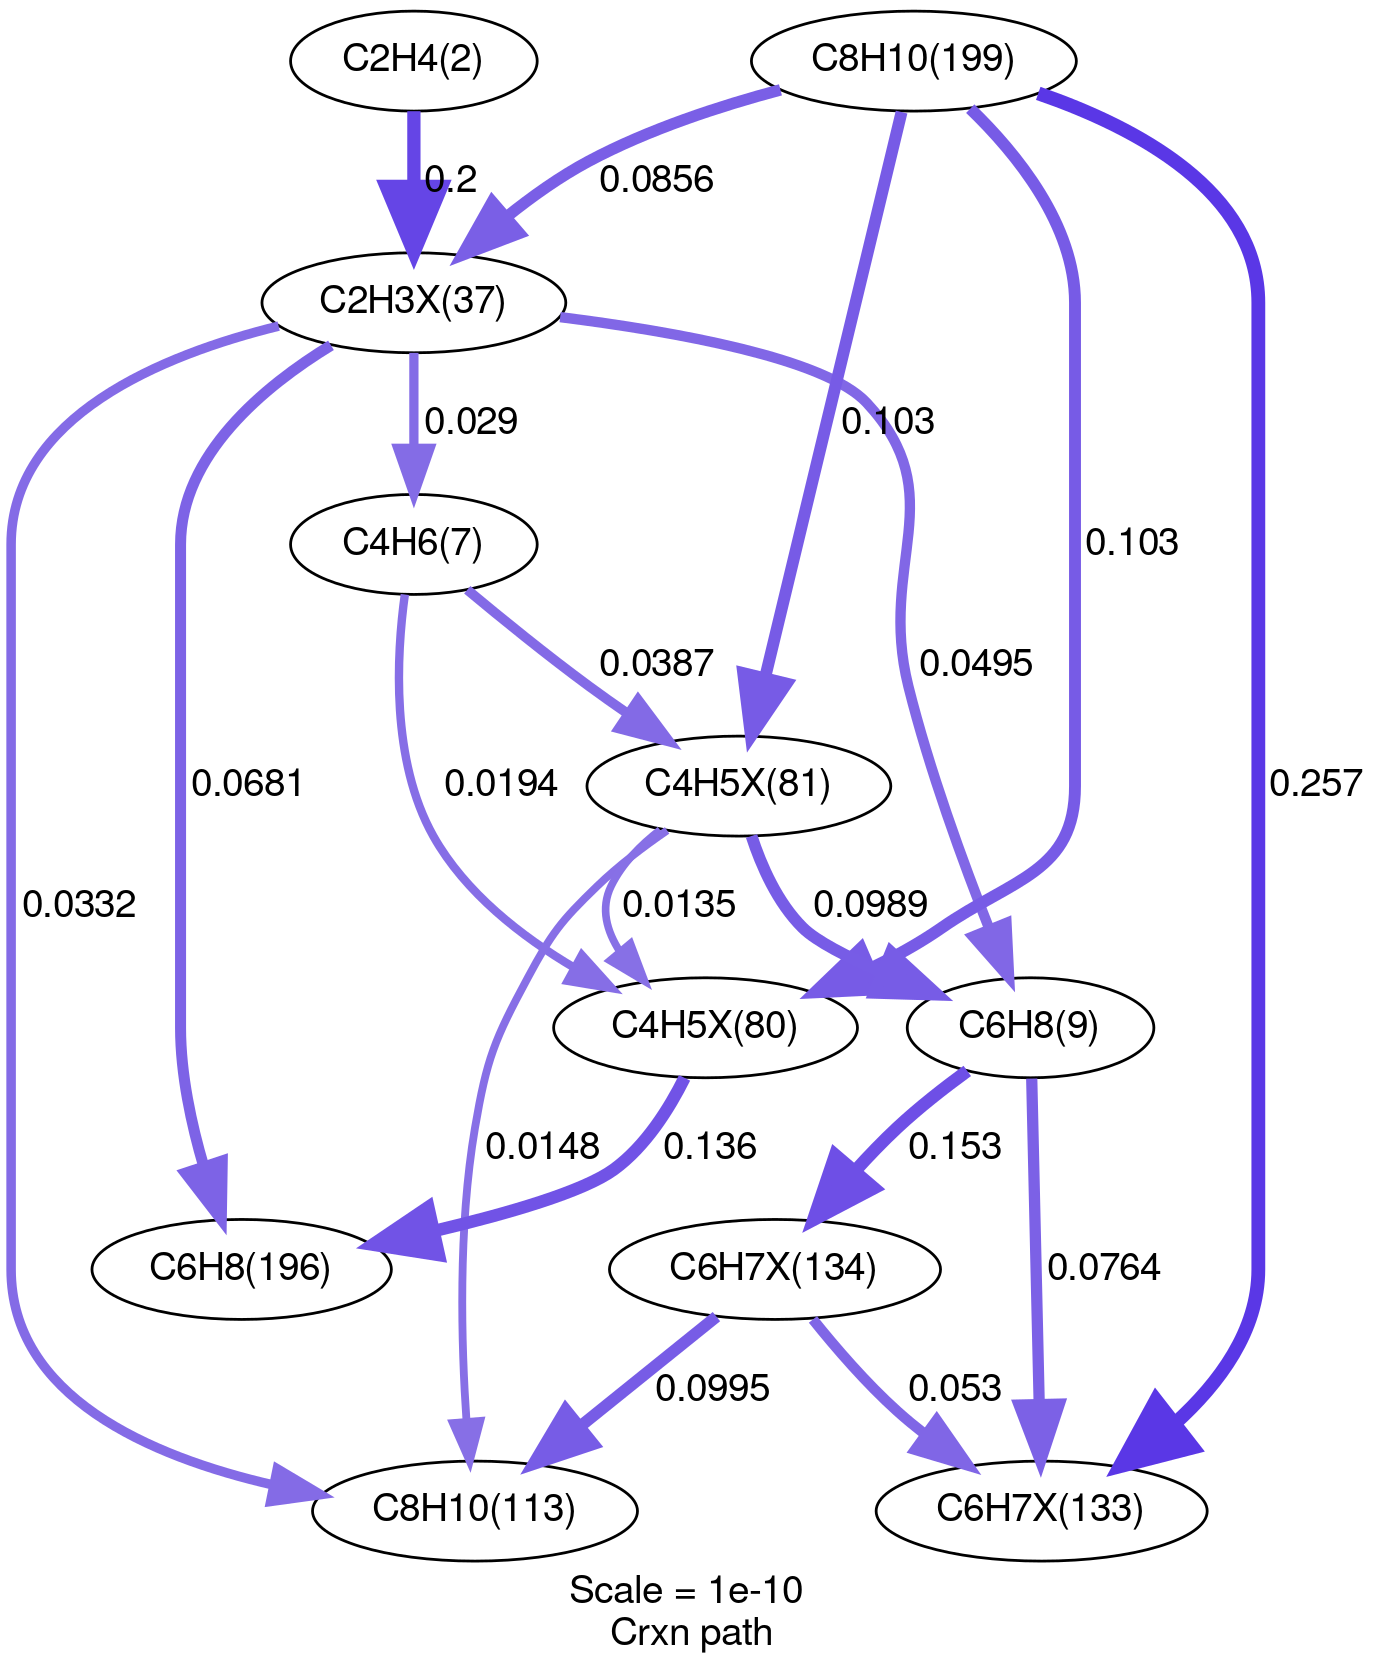 C2H4(2)
C8H10(199)
0.2
0.0856
C2H3X(37)
0.029
0.103
C4H6(7)
0.103
0.0387
0.0495
0.0681
0.0194
C4H5X(81)
0.257
0.0332
0.0135
0.0989
C4H5X(80)
C6H8(9)
0.0148
0.136
0.153
C6H8(196)
C6H7X(134)
0.0764
0.0995
0.053
C8H10(113)
C6H7X(133)
Scale = 1e-10
Crxn path